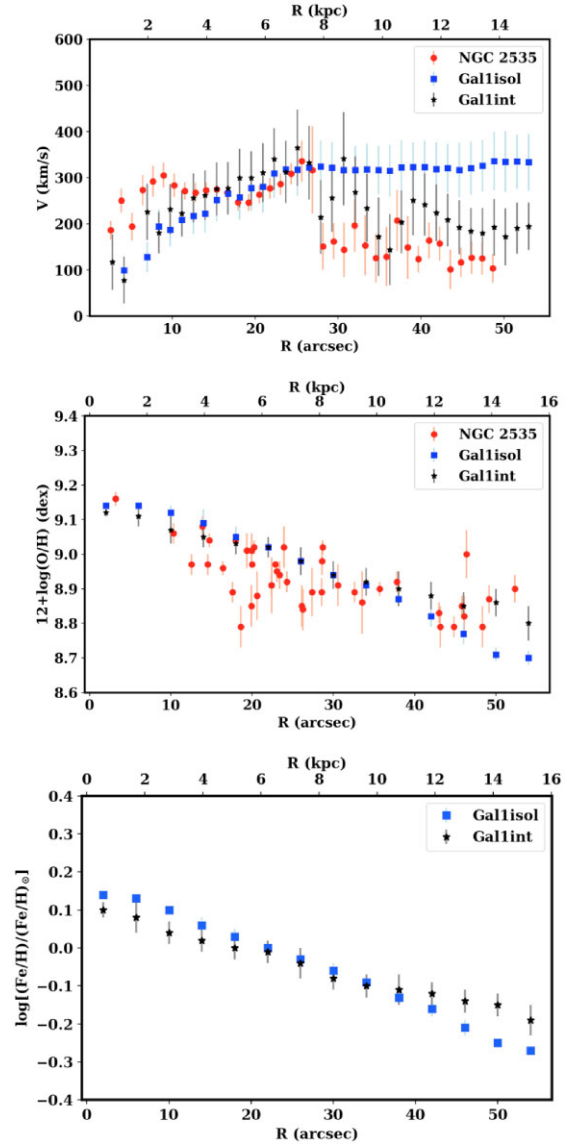 R (kpc)
0 2 4 6 8 10 12 14
600
500
400
300
200
100
0
V (km/s)
NGC 2535
Gal1isol
Gal1int
10 20 30 40 50
R (arcsec)
R (kpc)
0 2 4 6 8 10 12 14 16
9.4
9.3
9.2
9.1
9.0
8.9
8.8
8.7
8.6
12+log(O/H) (dex)
NGC 2535
Gal1isol
Gal1int
0 10 20 30 40 50
R (arcsec)
R (kpc)
0 2 4 6 8 10 12 14 16
0.4
0.3
0.2
0.1
0.0
−0.1
−0.2
−0.3
−0.4
log[(Fe/H)/(Fe/H)⊙]
Gal1isol
Gal1int
0 10 20 30 40 50
R (arcsec)